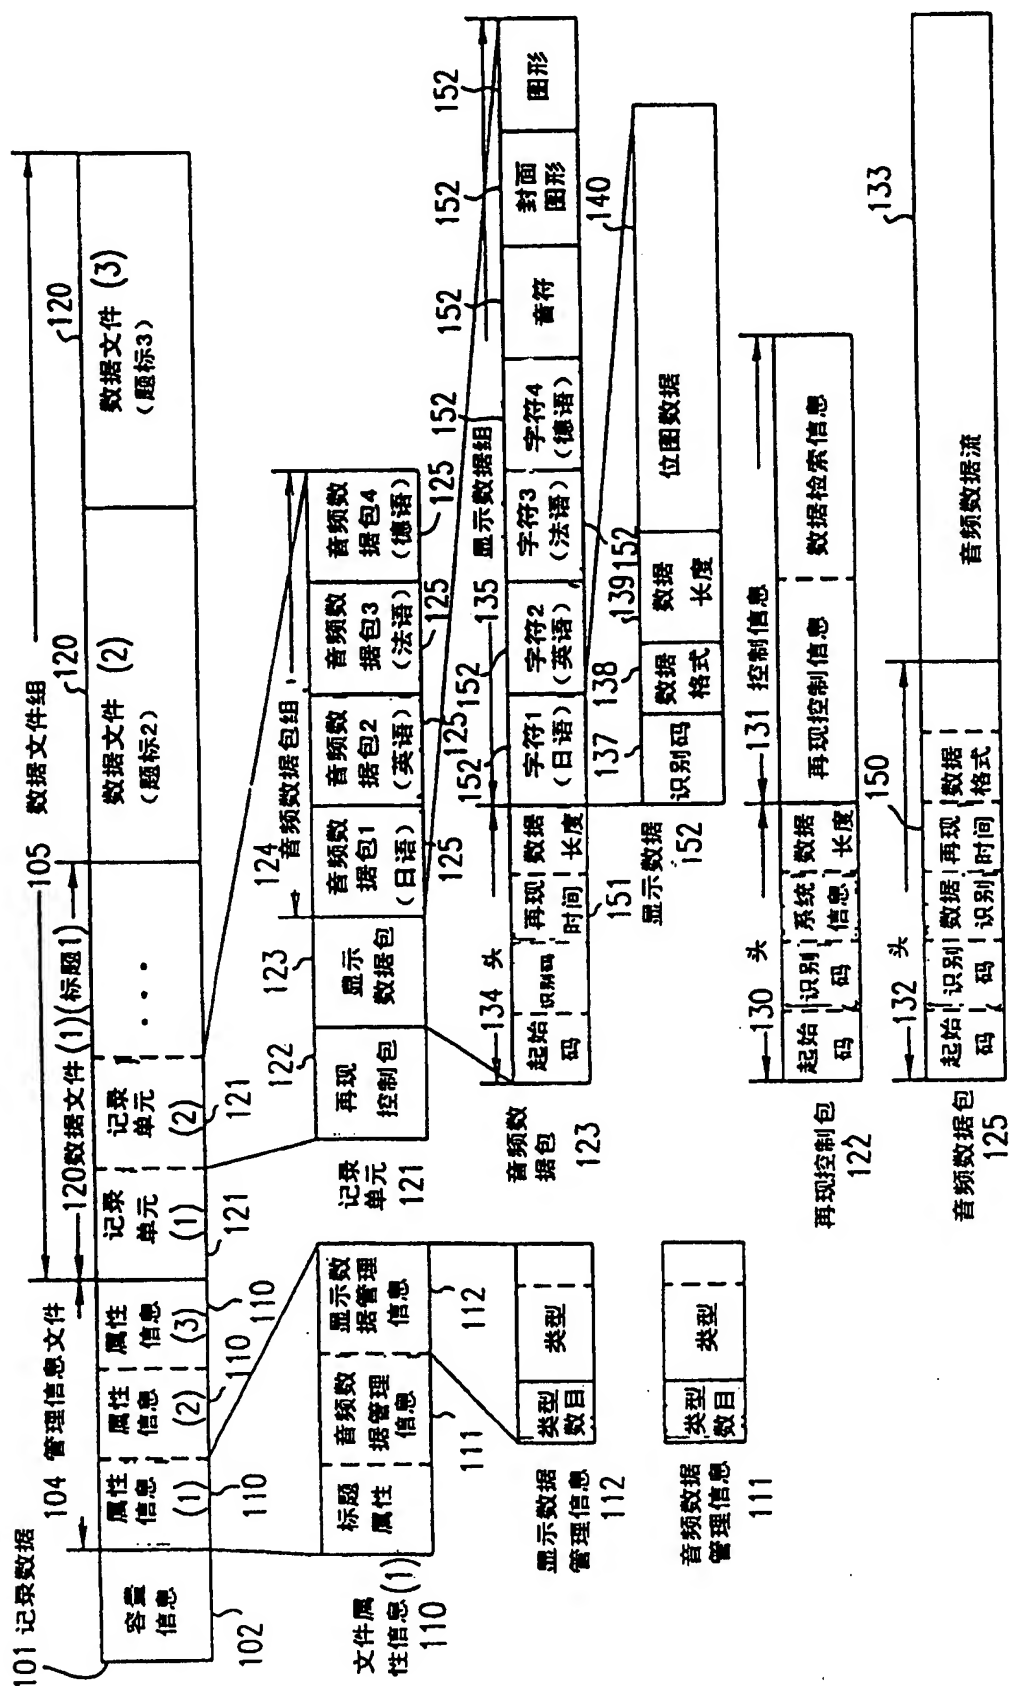 101 记录数据
104 管理信息文件
105 数据文件组
120数据文件(1)(标题1)
120
120
容量
信息
属性
信息
(1)
属性
信息
(2)
属性
信息
(3)
记录
单元
(1)
记录
单元
(2)
. . .
数据文件 (2)
(题标2)
数据文件 (3)
(题标3)
102
110
110
110
121
121
标题
属性
音频数
据管理
信息
显示数
据管理
信息
111
112
文件属
性信息(1)
110
122
123
124
音频数据包组
再现
控制包
显示
数据包
音频数
据包1
(日语)
音频数
据包2
(英语)
音频数
据包3
(法语)
音频数
据包4
(德语)
125
125
125
125
记录
单元
121
类型
数目
类型
显示数据
管理信息
112
类型
数目
类型
音频数据
管理信息
111
134 头
135 显示数据组
152
152
152
152
152
152
起始
码
识别码
再现
时间
数据
长度
字符1
(日语)
字符2
(英语)
字符3
(法语)
字符4
(德语)
音符
封面
图形
图形
151
152
音频数
据包
123
137
138
139
140
识别码
数据
格式
数据
长度
位图数据
显示数据
152
130 头
131 控制信息
起始
码
识别
码
系统
信息
数据
长度
再现控制信息
数据检索信息
再现控制包
122
132 头
150
133
起始
码
识别
码
数据
识别
再现
时间
数据
格式
音频数据流
音频数据包
125